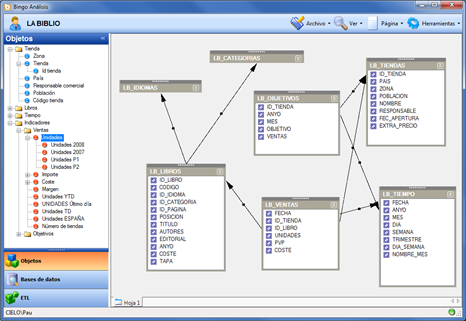 Bingo Análisis
LA BIBLIO
Archivo
Ver
Página
Herramientas
Objetos
Tienda
Zona
Tienda
Id tienda
País
Responsable comercial
Población
Código tienda
Libros
Tiempo
Indicadores
Ventas
Unidades
Unidades 2008
Unidades 2007
Unidades P1
Unidades P2
Importe
Coste
Margen
Unidades YTD
UNIDADES Último día
Unidades TD
Unidades ESPAÑA
Número de tiendas
Objetivos
Objetos
Bases de datos
ETL
LB_CATEGORIAS
LB_IDIOMAS
LB_OBJETIVOS
ID_TIENDA
ANYO
MES
OBJETIVO
VENTAS
LB_TIENDAS
ID_TIENDA
PAIS
ZONA
POBLACION
NOMBRE
RESPONSABLE
FEC_APERTURA
EXTRA_PRECIO
LB_LIBROS
ID_LIBRO
CODIGO
ID_IDIOMA
ID_CATEGORIA
ID_PAGINA
POSICION
TITULO
AUTORES
EDITORIAL
ANYO
COSTE
TAPA
LB_VENTAS
FECHA
ID_TIENDA
ID_LIBRO
UNIDADES
PVP
COSTE
LB_TIEMPO
FECHA
ANYO
MES
DIA
SEMANA
TRIMESTRE
DIA_SEMANA
NOMBRE_MES
Hoja 1
CIELO\Pau